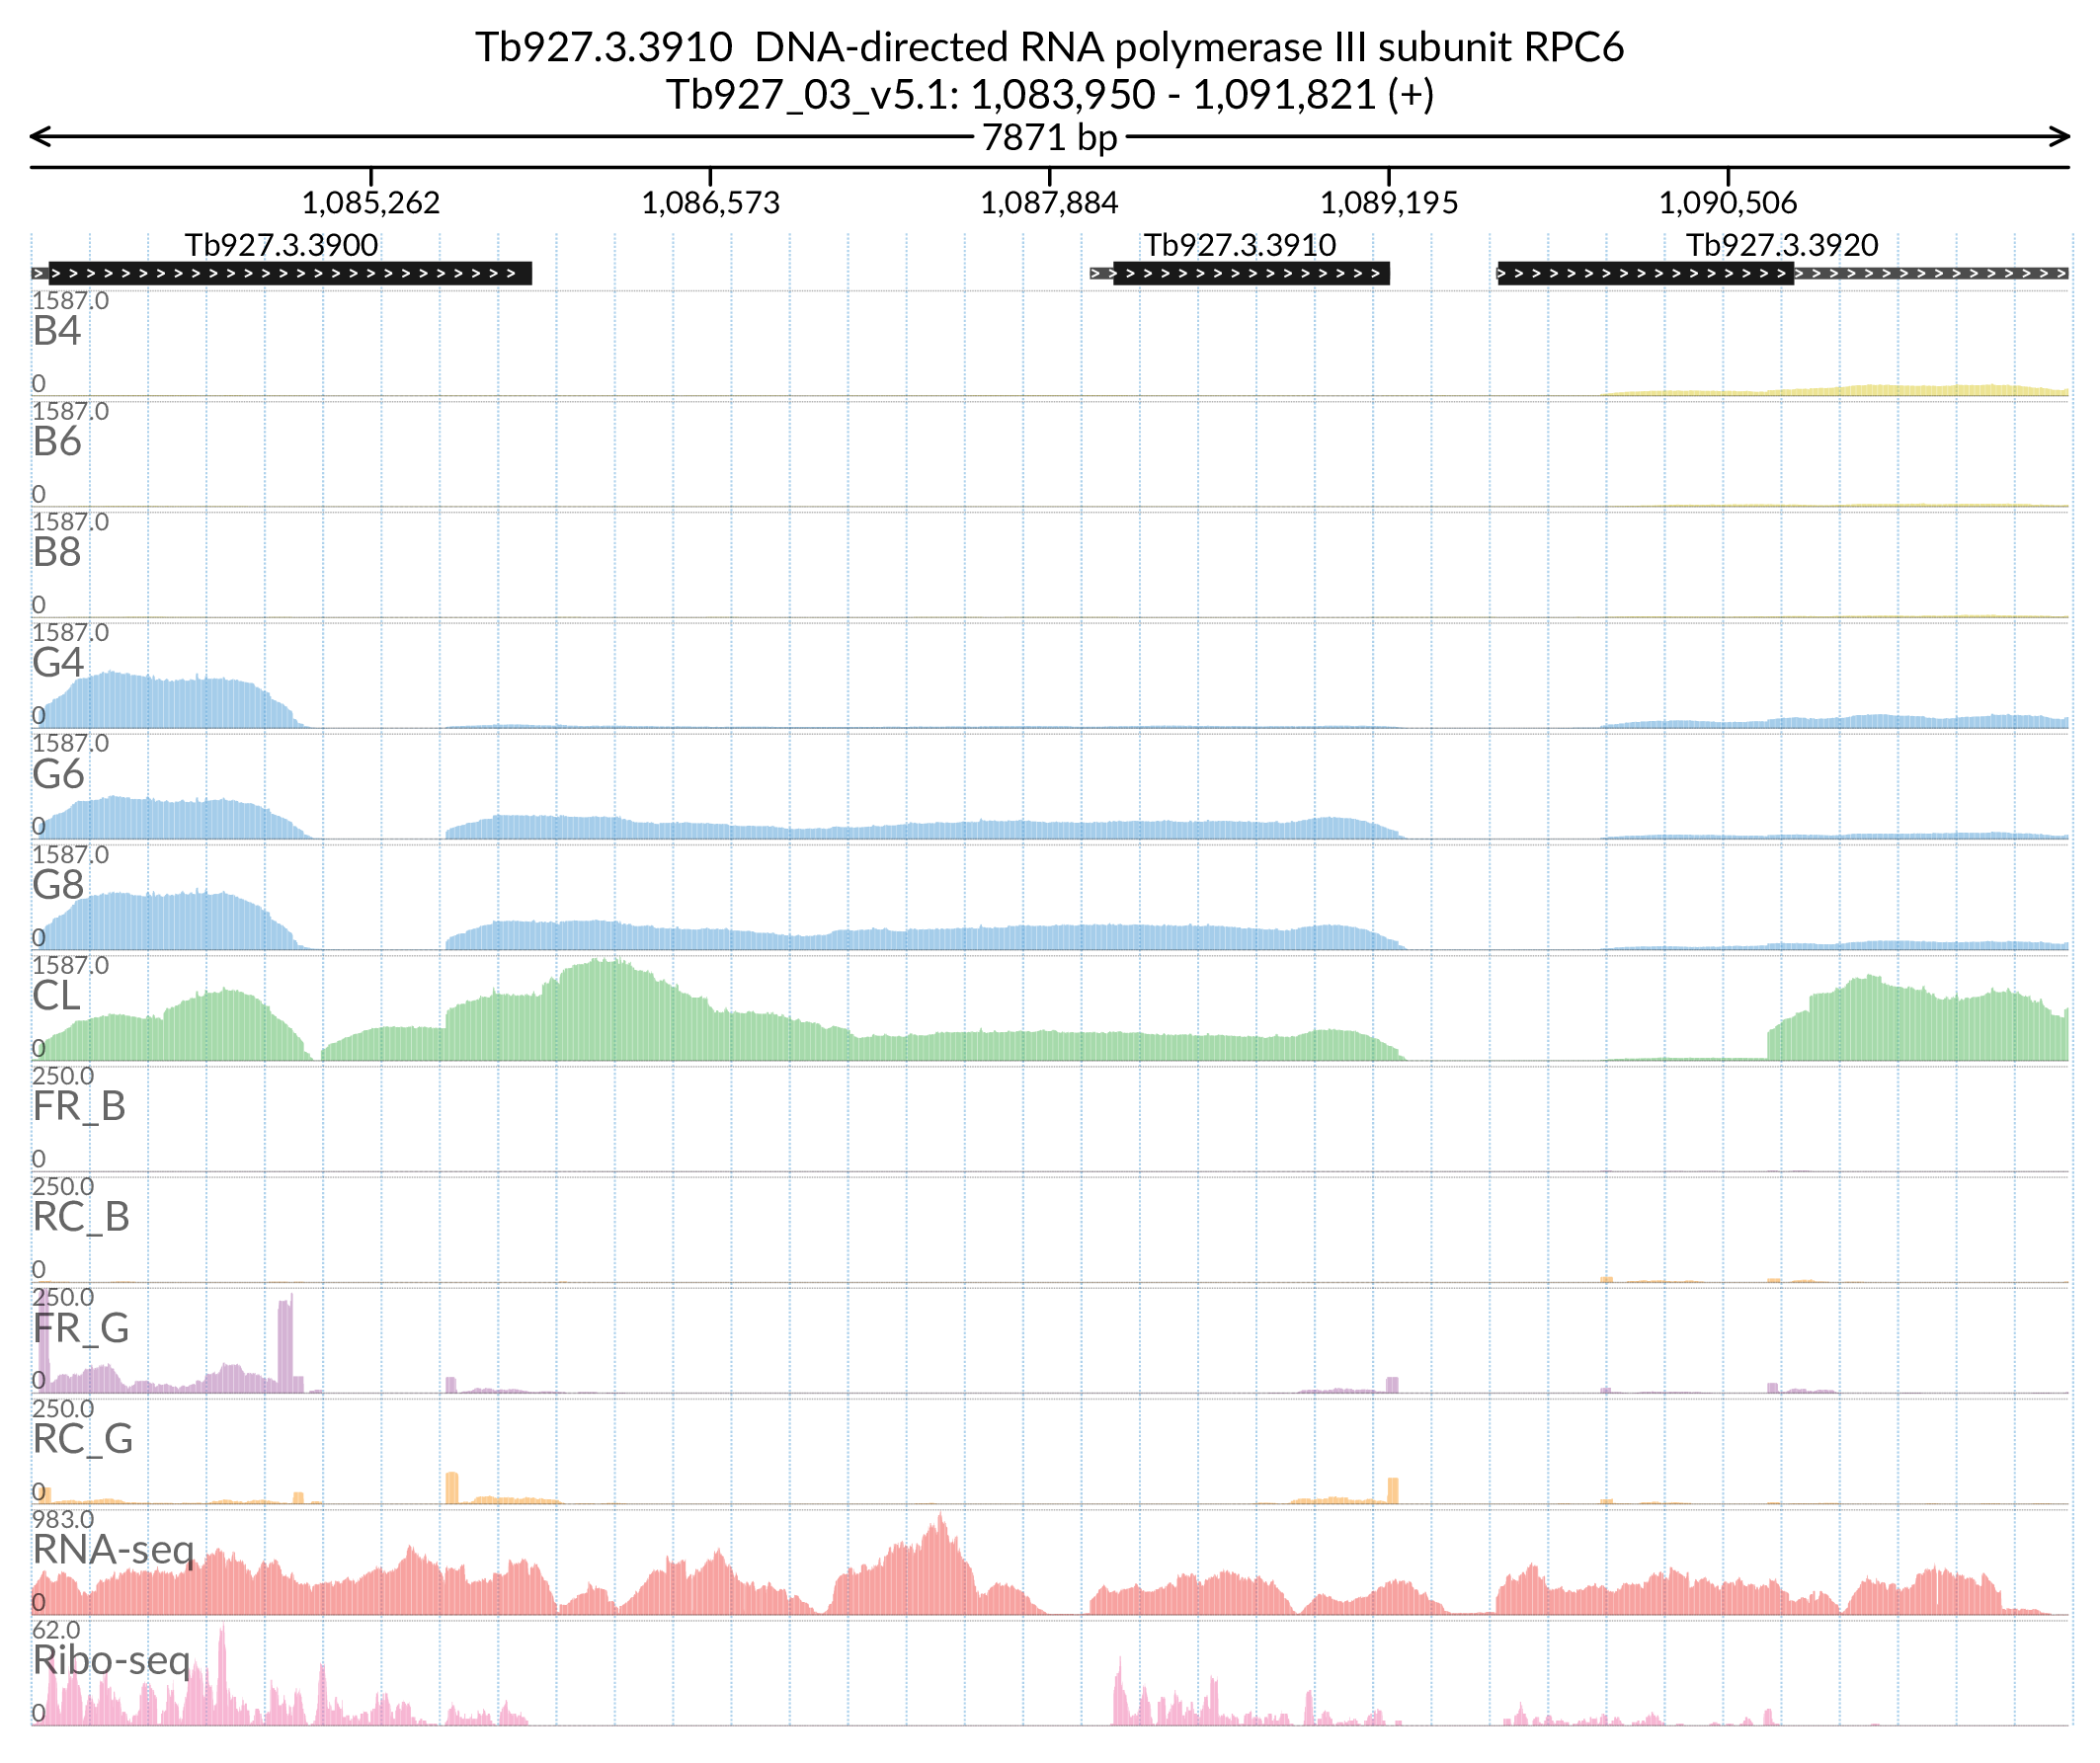 Tb927.3.3910 DNA-directed RNA polymerase III subunit RPC6
Tb927_03_v5.1: 1,083,950 - 1,091,821 (+)
7871 bp
1,085,262 1,086,573 1,087,884 1,089,195 1,090,506
Tb927.3.3900 Tb927.3.3910 Tb927.3.3920
1587.0
B4
0
1587.0
B6
0
1587.0
B8
0
1587.0
G4
0
1587.0
G6
0
1587.0
G8
0
1587.0
CL
0
250.0
FR_B
0
250.0
RC_B
0
250.0
FR_G
0
250.0
RC_G
0
983.0
RNA-seq
0
62.0
Ribo-seq
0